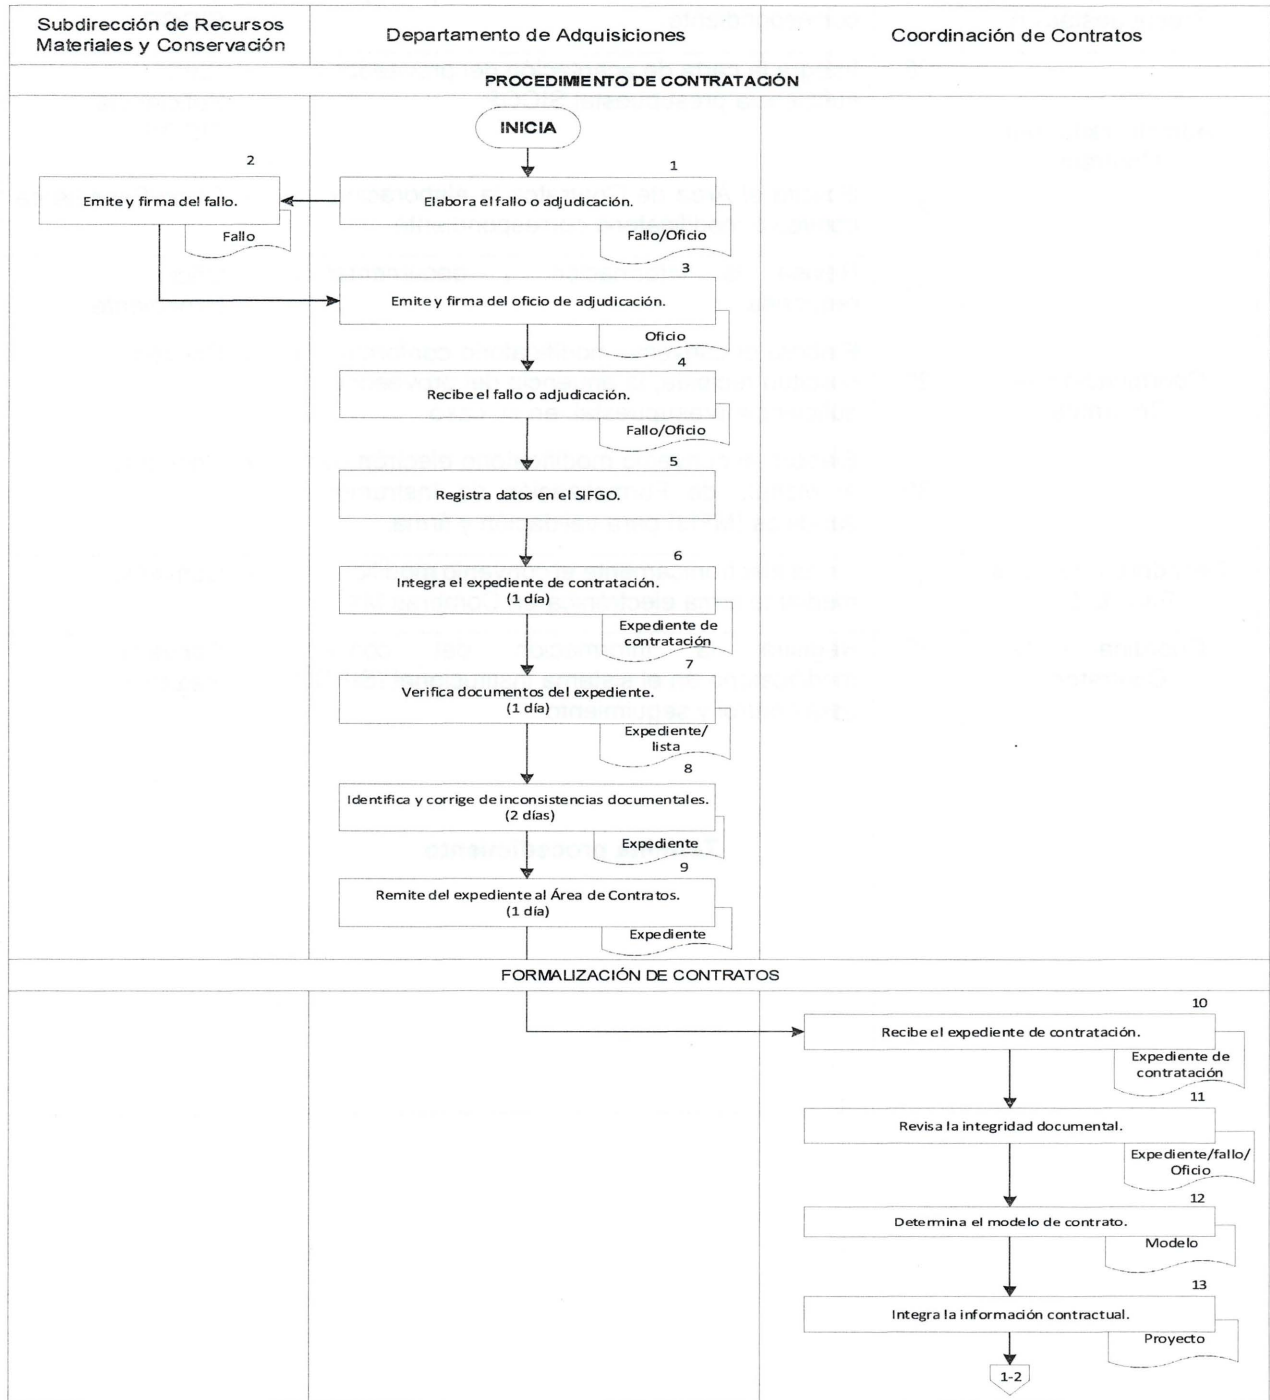 Subdirección de Recursos
Materiales y Conservación
Departamento de Adquisiciones
Coordinación de Contratos
PROCEDIMIENTO DE CONTRATACIÓN
INICIA
1
Elabora el fallo o adjudicación.
Fallo/Oficio
2
Emite y firma del fallo.
Fallo
3
Emite y firma del oficio de adjudicación.
Oficio
4
Recibe el fallo o adjudicación.
Fallo/Oficio
5
Registra datos en el SIFGO.
6
Integra el expediente de contratación.
(1 día)
Expediente de
contratación
7
Verifica documentos del expediente.
(1 día)
Expediente/
lista
8
Identifica y corrige de inconsistencias documentales.
(2 días)
Expediente
9
Remite del expediente al Área de Contratos.
(1 día)
Expediente
FORMALIZACIÓN DE CONTRATOS
10
Recibe el expediente de contratación.
Expediente de
contratación
11
Revisa la integridad documental.
Expediente/fallo/
Oficio
12
Determina el modelo de contrato.
Modelo
13
Integra la información contractual.
Proyecto
1-2